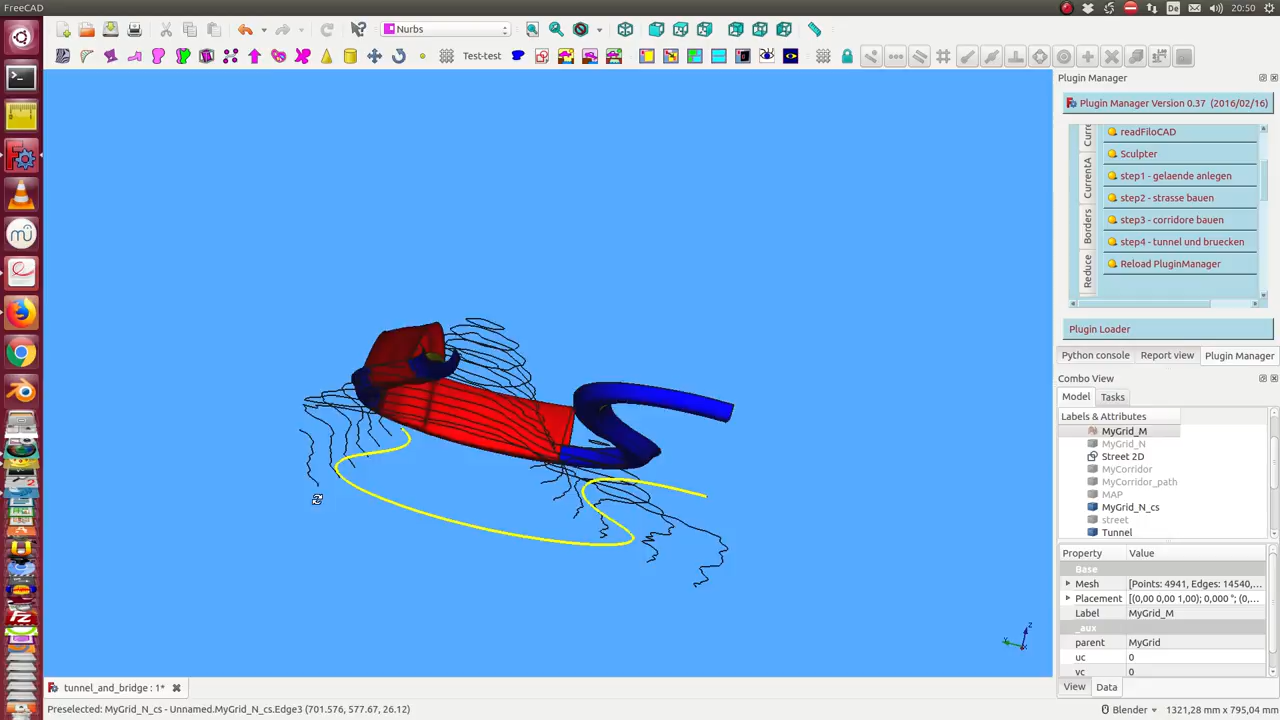 FreeCAD
20:50
Nurbs
Test-test
Plugin Manager
Plugin Manager Version 0.37 (2016/02/16)
readFiloCAD
Sculpter
step1 - gelaende anlegen
step2 - strasse bauen
step3 - corridore bauen
step4 - tunnel und bruecken
Reload PluginManager
Curre
CurrentA
Borders
Reduce
Plugin Loader
Python console
Report view
Plugin Manager
Combo View
Model
Tasks
Labels & Attributes
MyGrid_M
MyGrid_N
Street 2D
MyCorridor
MyCorridor_path
MAP
MyGrid_N_cs
street
Tunnel
Property Value
Base
Mesh [Points: 4941, Edges: 14540,...
Placement [(0,00 0,00 1,00); 0,000 °; (0,...
Label MyGrid_M
_aux
parent MyGrid
uc 0
vc 0
View
Data
tunnel_and_bridge : 1*
Preselected: MyGrid_N_cs - Unnamed.MyGrid_N_cs.Edge3 (701.576, 577.67, 26.12)
Blender
1321,28 mm x 795,04 mm